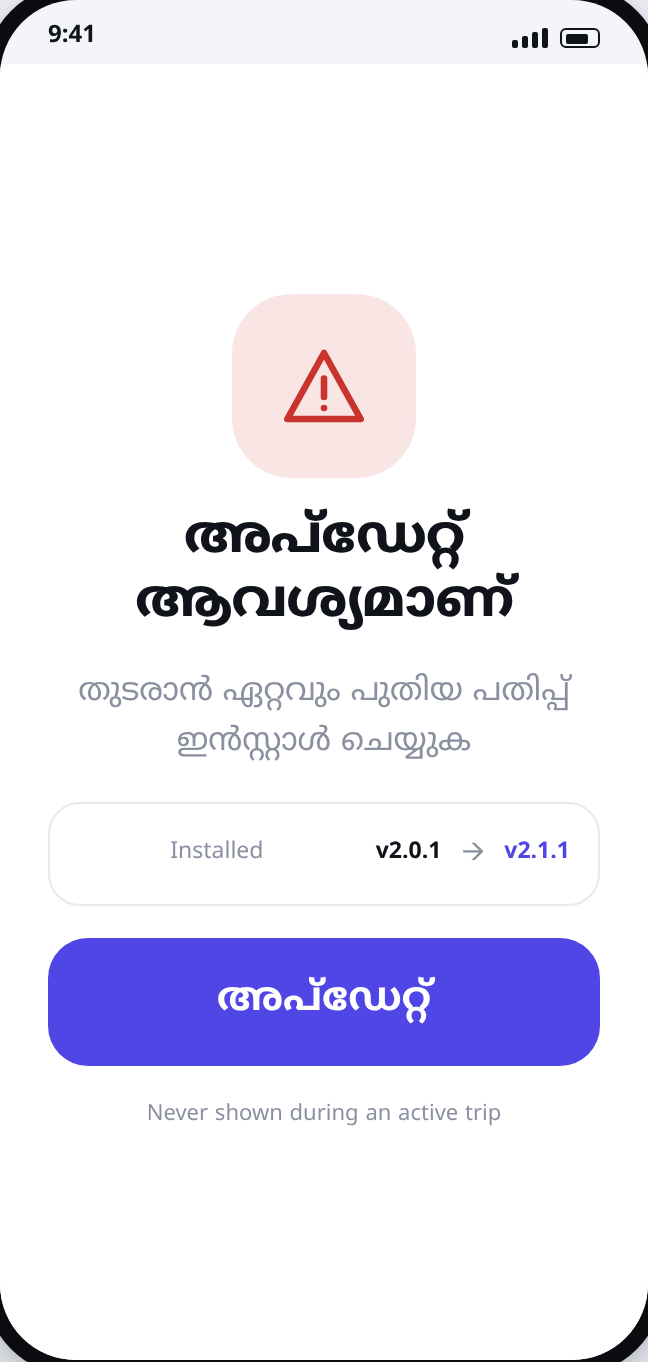 9:41
അപ്ഡേറ്റ്
ആവശ്യമാണ്
തുടരാൻ ഏറ്റവും പുതിയ പതിപ്പ്
ഇൻസ്റ്റാൾ ചെയ്യുക
Installed v2.0.1 → v2.1.1
അപ്ഡേറ്റ്
Never shown during an active trip